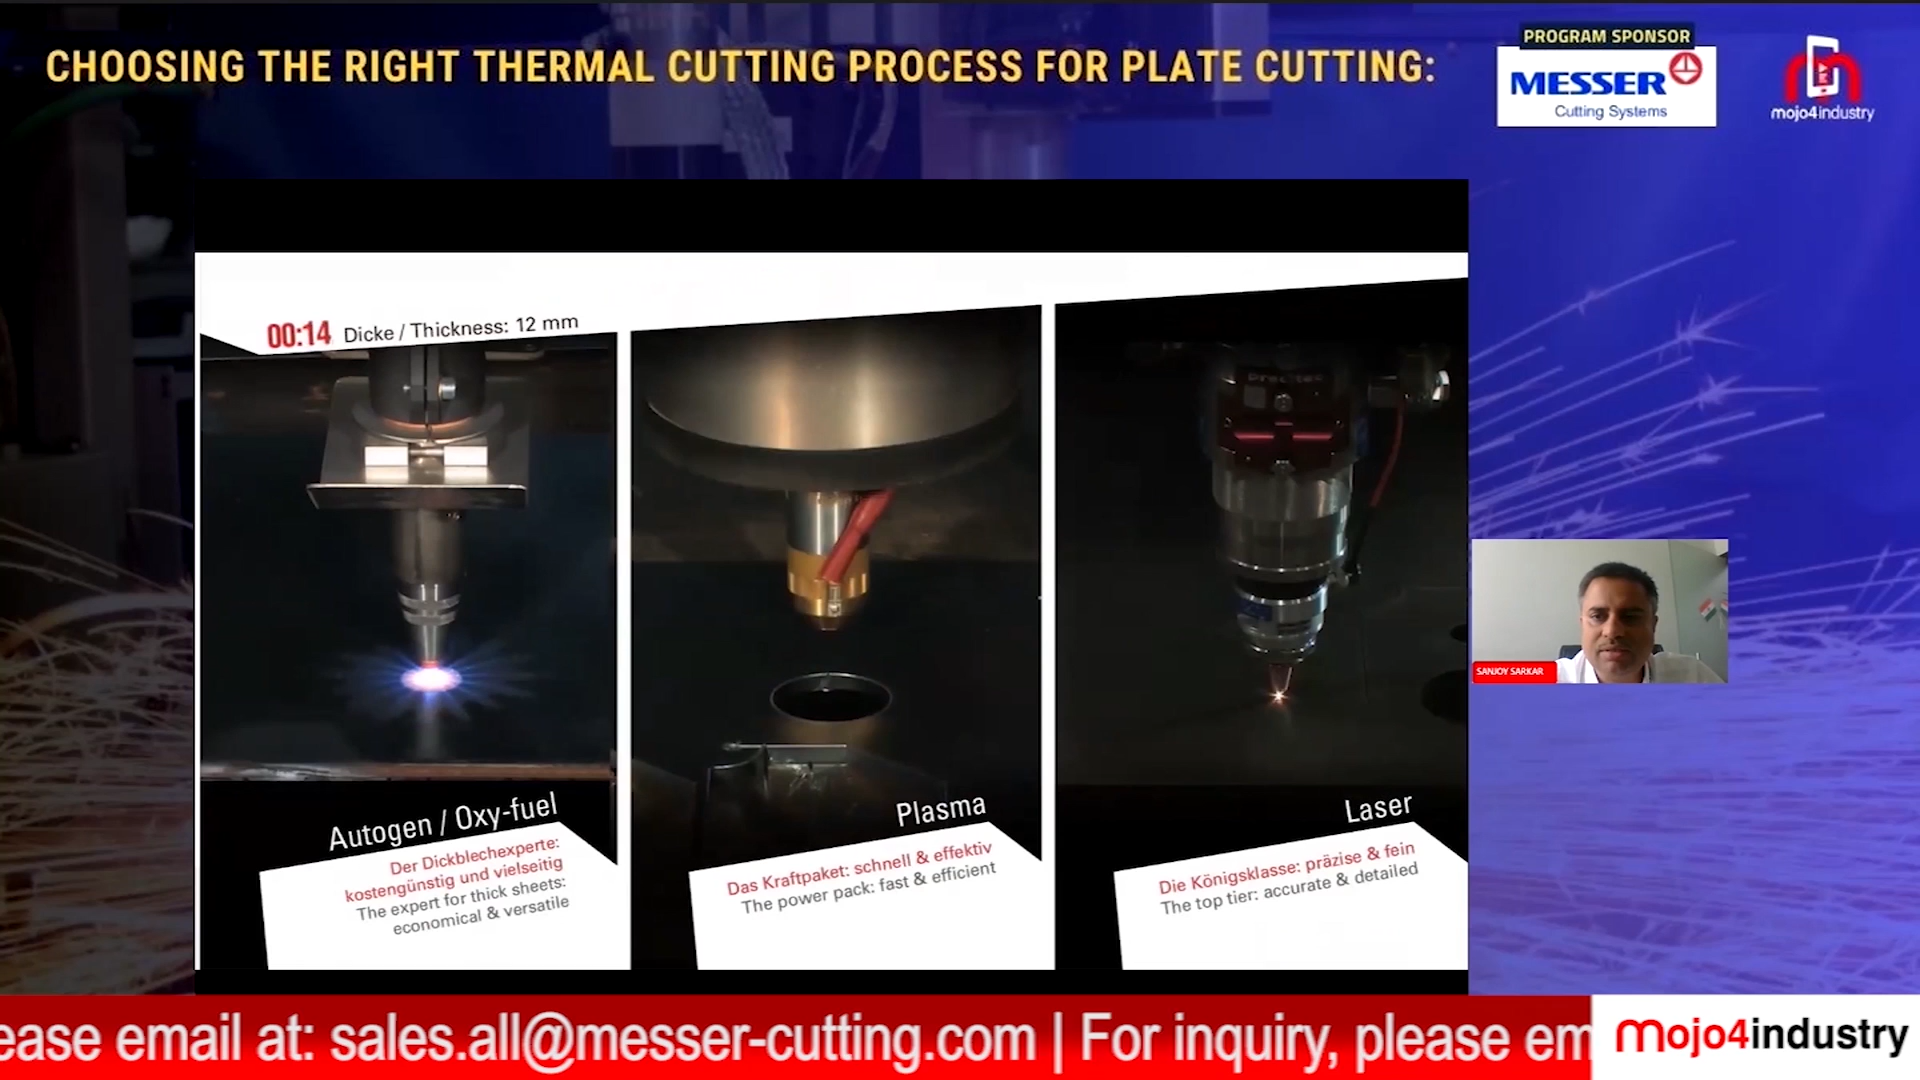 CHOOSING THE RIGHT THERMAL CUTTING PROCESS FOR PLATE CUTTING:
PROGRAM SPONSOR
MESSER
Cutting Systems
mojo4industry
00:14 Dicke / Thickness: 12 mm
precitec
Autogen / Oxy-fuel
Der Dickblechexperte:
kostengünstig und vielseitig
The expert for thick sheets:
economical & versatile
Plasma
Das Kraftpaket: schnell & effektiv
The power pack: fast & efficient
Laser
Die Königsklasse: präzise & fein
The top tier: accurate & detailed
SANJOY SARKAR
ease email at: sales.all@messer-cutting.com | For inquiry, please em
mojo4industry